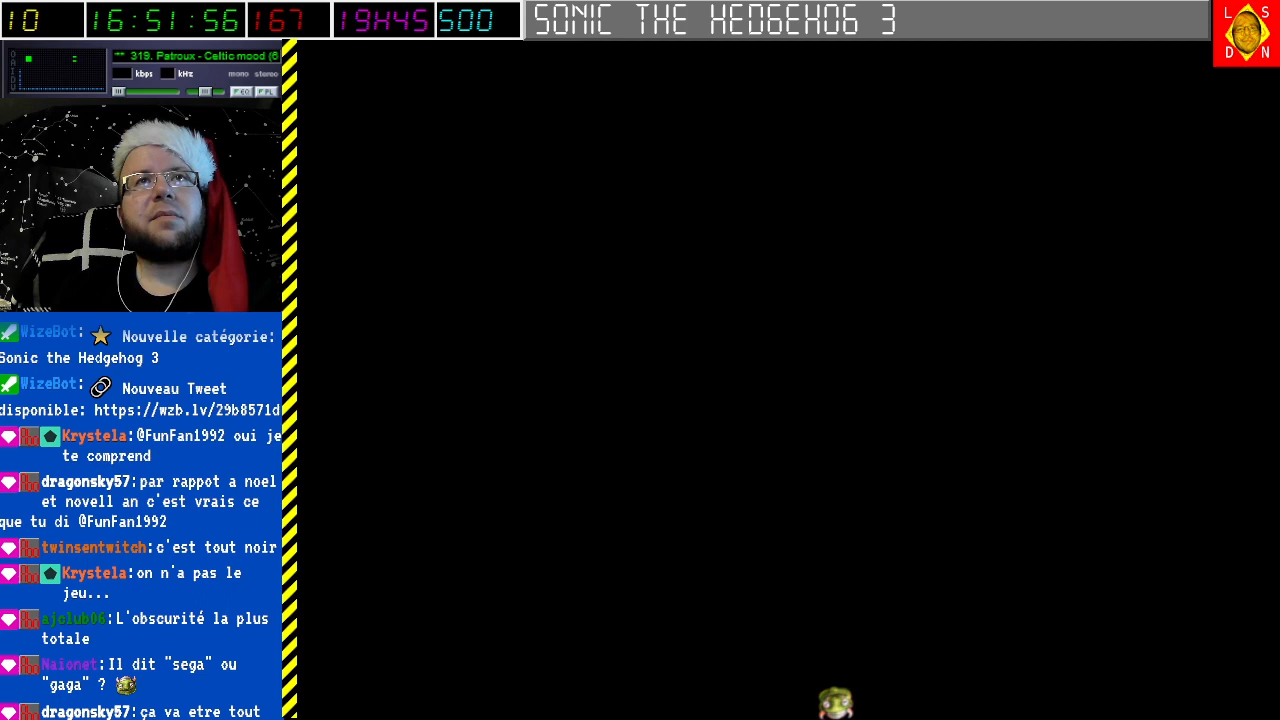 10 16:51:56 167 19H45 500 SONIC THE HEDGEHOG 3
L S
D N
** 319. Patroux - Celtic mood (6
kbps kHz mono stereo
EQ PL
WizeBot: Nouvelle catégorie:
Sonic the Hedgehog 3
WizeBot: Nouveau Tweet
disponible: https://wzb.lv/29b8571d
Krystela:@FunFan1992 oui je
te comprend
dragonsky57:par rappot a noel
et novell an c'est vrais ce
que tu di @FunFan1992
twinsentwitch:c'est tout noir
Krystela:on n'a pas le
jeu...
ajclub06:L'obscurité la plus
totale
Naionet:Il dit "sega" ou
"gaga" ?
dragonsky57:ça va etre tout